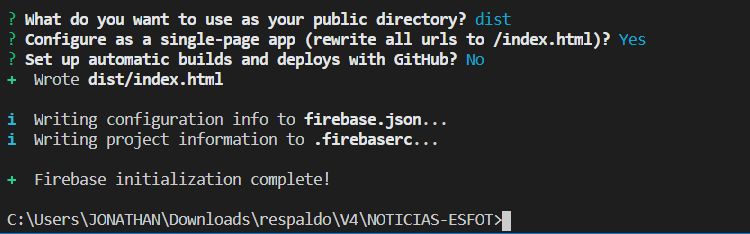 ? What do you want to use as your public directory? dist
? Configure as a single-page app (rewrite all urls to /index.html)? Yes
? Set up automatic builds and deploys with GitHub? No
+  Wrote dist/index.html
i  Writing configuration info to firebase.json...
i  Writing project information to .firebaserc...
+  Firebase initialization complete!
C:\Users\JONATHAN\Downloads\respaldo\V4\NOTICIAS-ESFOT>